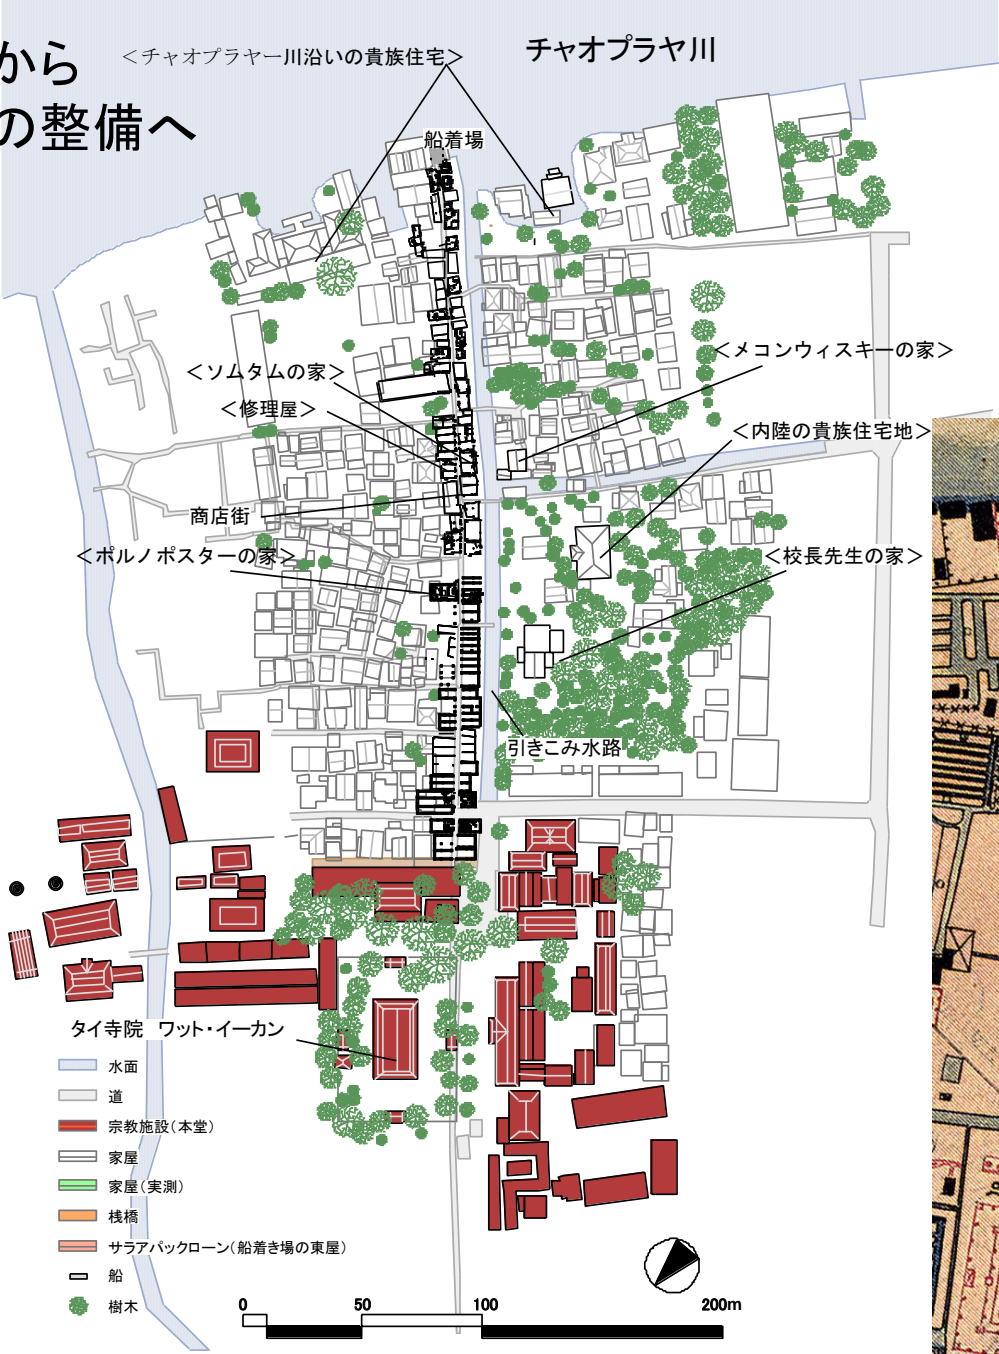 から
の整備へ
＜チャオプラヤー川沿いの貴族住宅＞
チャオプラヤ川
船着場
＜ソムタムの家＞
＜メコンウィスキーの家＞
＜修理屋＞
＜内陸の貴族住宅地＞
商店街
＜ポルノポスターの家＞
＜校長先生の家＞
引きこみ水路
タイ寺院　ワット・イーカン
水面
道
宗教施設（本堂）
家屋
家屋（実測）
桟橋
サラアパックローン（船着き場の東屋）
船
樹木
0 50 100 200m